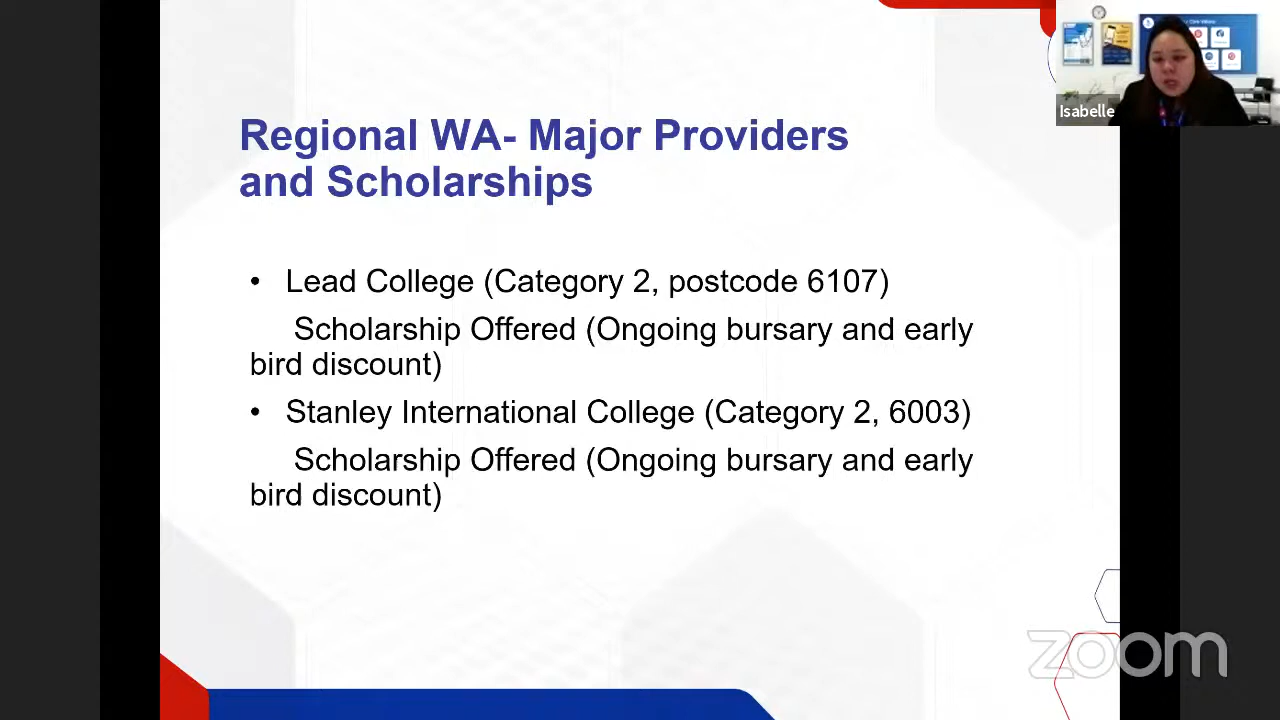 Regional WA- Major Providers
and Scholarships
• Lead College (Category 2, postcode 6107)
Scholarship Offered (Ongoing bursary and early
bird discount)
• Stanley International College (Category 2, 6003)
Scholarship Offered (Ongoing bursary and early
bird discount)
Isabelle
zoom